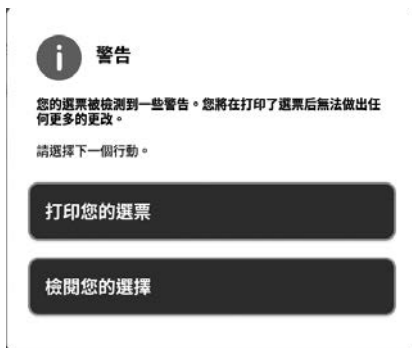 警告
您的選票被檢測到一些警告。您將在打印了選票后無法做出任
何更多的更改。
請選擇下一個行動。
打印您的選票
檢閱您的選擇